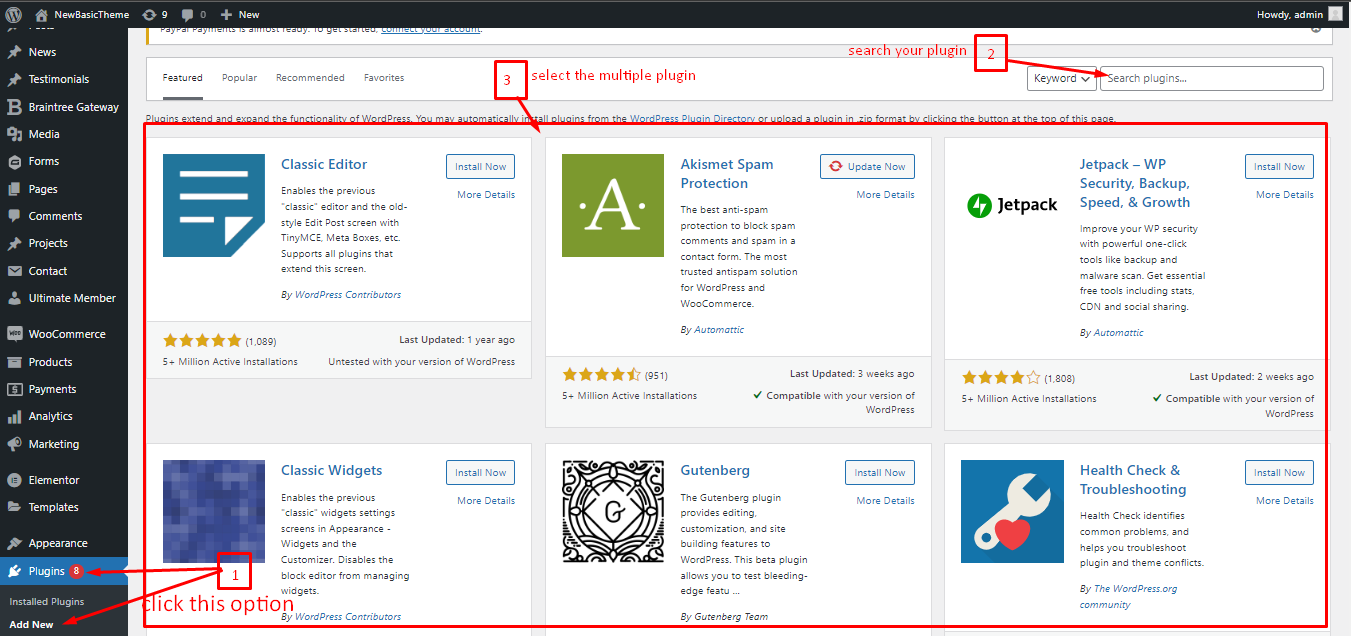 NewBasicTheme 9 0 + New Howdy, admin
PayPal Payments is almost ready. To get started, connect your account.
News
Testimonials
Braintree Gateway
Media
Forms
Pages
Comments
Projects
Contact
Ultimate Member
WooCommerce
Products
Payments
Analytics
Marketing
Elementor
Templates
Appearance
Plugins 8
Installed Plugins
Add New
search your plugin 2
3 select the multiple plugin
Featured Popular Recommended Favorites
Keyword Search plugins...
Plugins extend and expand the functionality of WordPress. You may automatically install plugins from the WordPress Plugin Directory or upload a plugin in .zip format by clicking the button at the top of this page.
Classic Editor
Install Now
More Details
Enables the previous
"classic" editor and the old-
style Edit Post screen with
TinyMCE, Meta Boxes, etc.
Supports all plugins that
extend this screen.
By WordPress Contributors
(1,089)
Last Updated: 1 year ago
5+ Million Active Installations
Untested with your version of WordPress
A
Akismet Spam
Protection
Update Now
More Details
The best anti-spam
protection to block spam
comments and spam in a
contact form. The most
trusted antispam solution
for WordPress and
WooCommerce.
By Automattic
(951)
Last Updated: 3 weeks ago
5+ Million Active Installations
✔ Compatible with your version of
WordPress
Jetpack
Jetpack – WP
Security, Backup,
Speed, & Growth
Install Now
More Details
Improve your WP security
with powerful one-click
tools like backup and
malware scan. Get essential
free tools including stats,
CDN and social sharing.
By Automattic
(1,808)
Last Updated: 2 weeks ago
5+ Million Active Installations
✔ Compatible with your version of
WordPress
Classic Widgets
Install Now
More Details
Enables the previous
"classic" widgets settings
screens in Appearance -
Widgets and the
Customizer. Disables the
block editor from managing
widgets.
By WordPress Contributors
1
click this option
G
Gutenberg
Install Now
More Details
The Gutenberg plugin
provides editing,
customization, and site
building features to
WordPress. This beta plugin
allows you to test bleeding-
edge featu ...
By Gutenberg Team
Health Check &
Troubleshooting
Install Now
More Details
Health Check identifies
common problems, and
helps you troubleshoot
plugin and theme conflicts.
By The WordPress.org
community